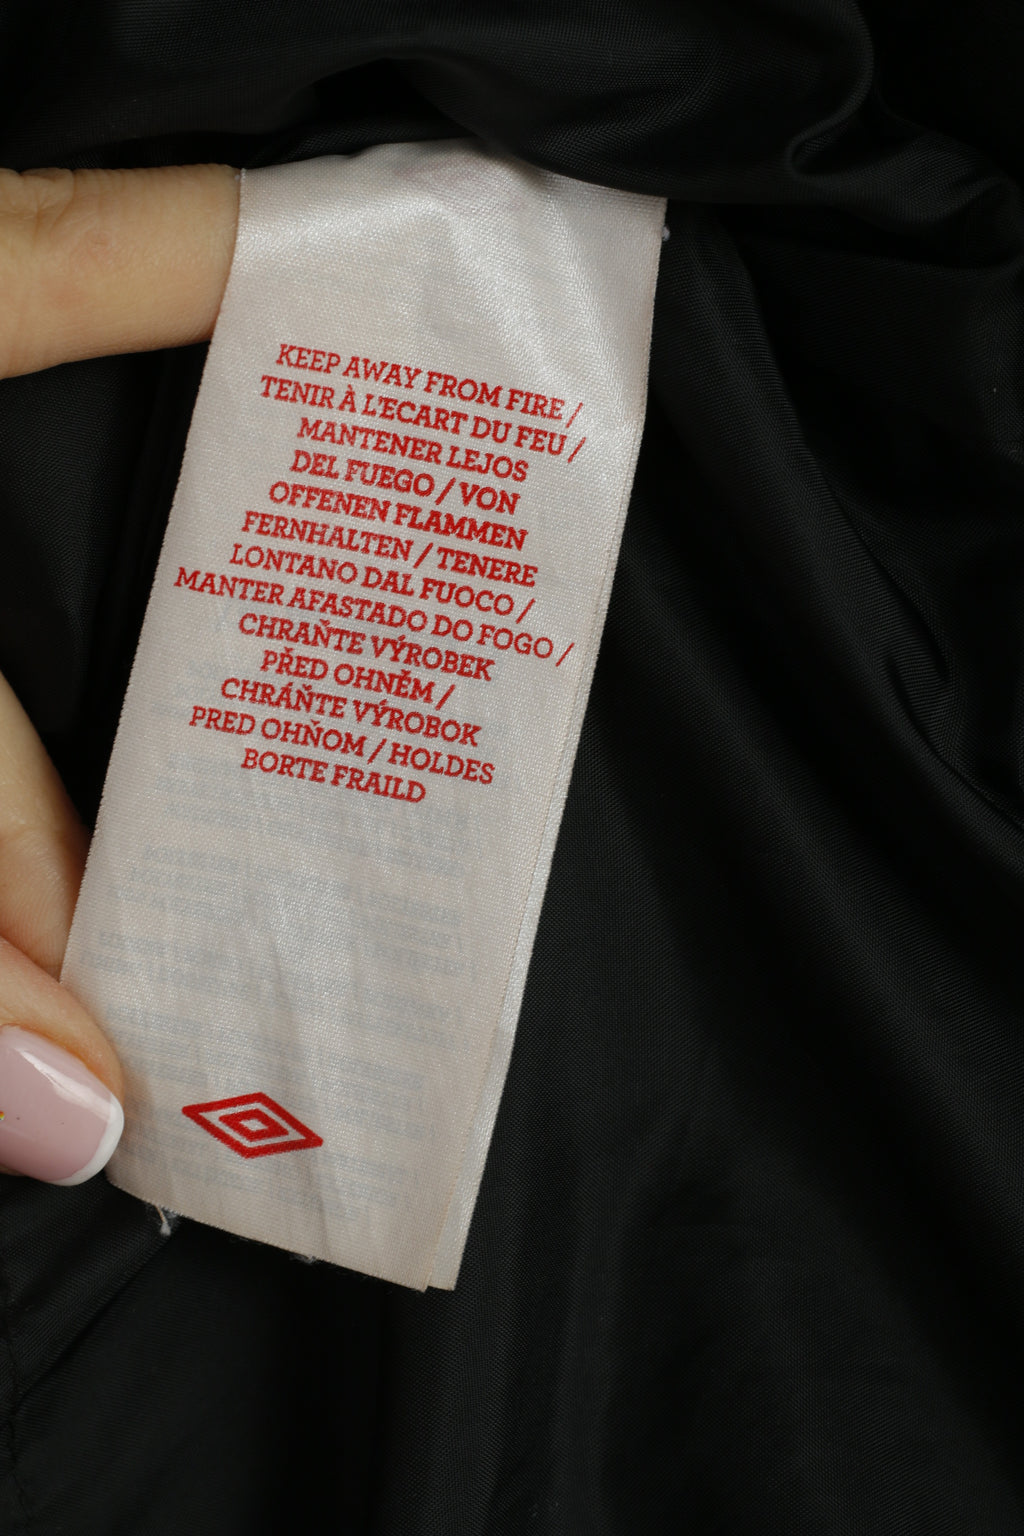 KEEP AWAY FROM FIRE /
TENIR À L'ECART DU FEU /
MANTENER LEJOS
DEL FUEGO / VON
OFFENEN FLAMMEN
FERNHALTEN / TENERE
LONTANO DAL FUOCO /
MANTER AFASTADO DO FOGO /
CHRAŇTE VÝROBEK
PŘED OHNĚM /
CHRÁŇTE VÝROBOK
PRED OHŇOM / HOLDES
BORTE FRAILD